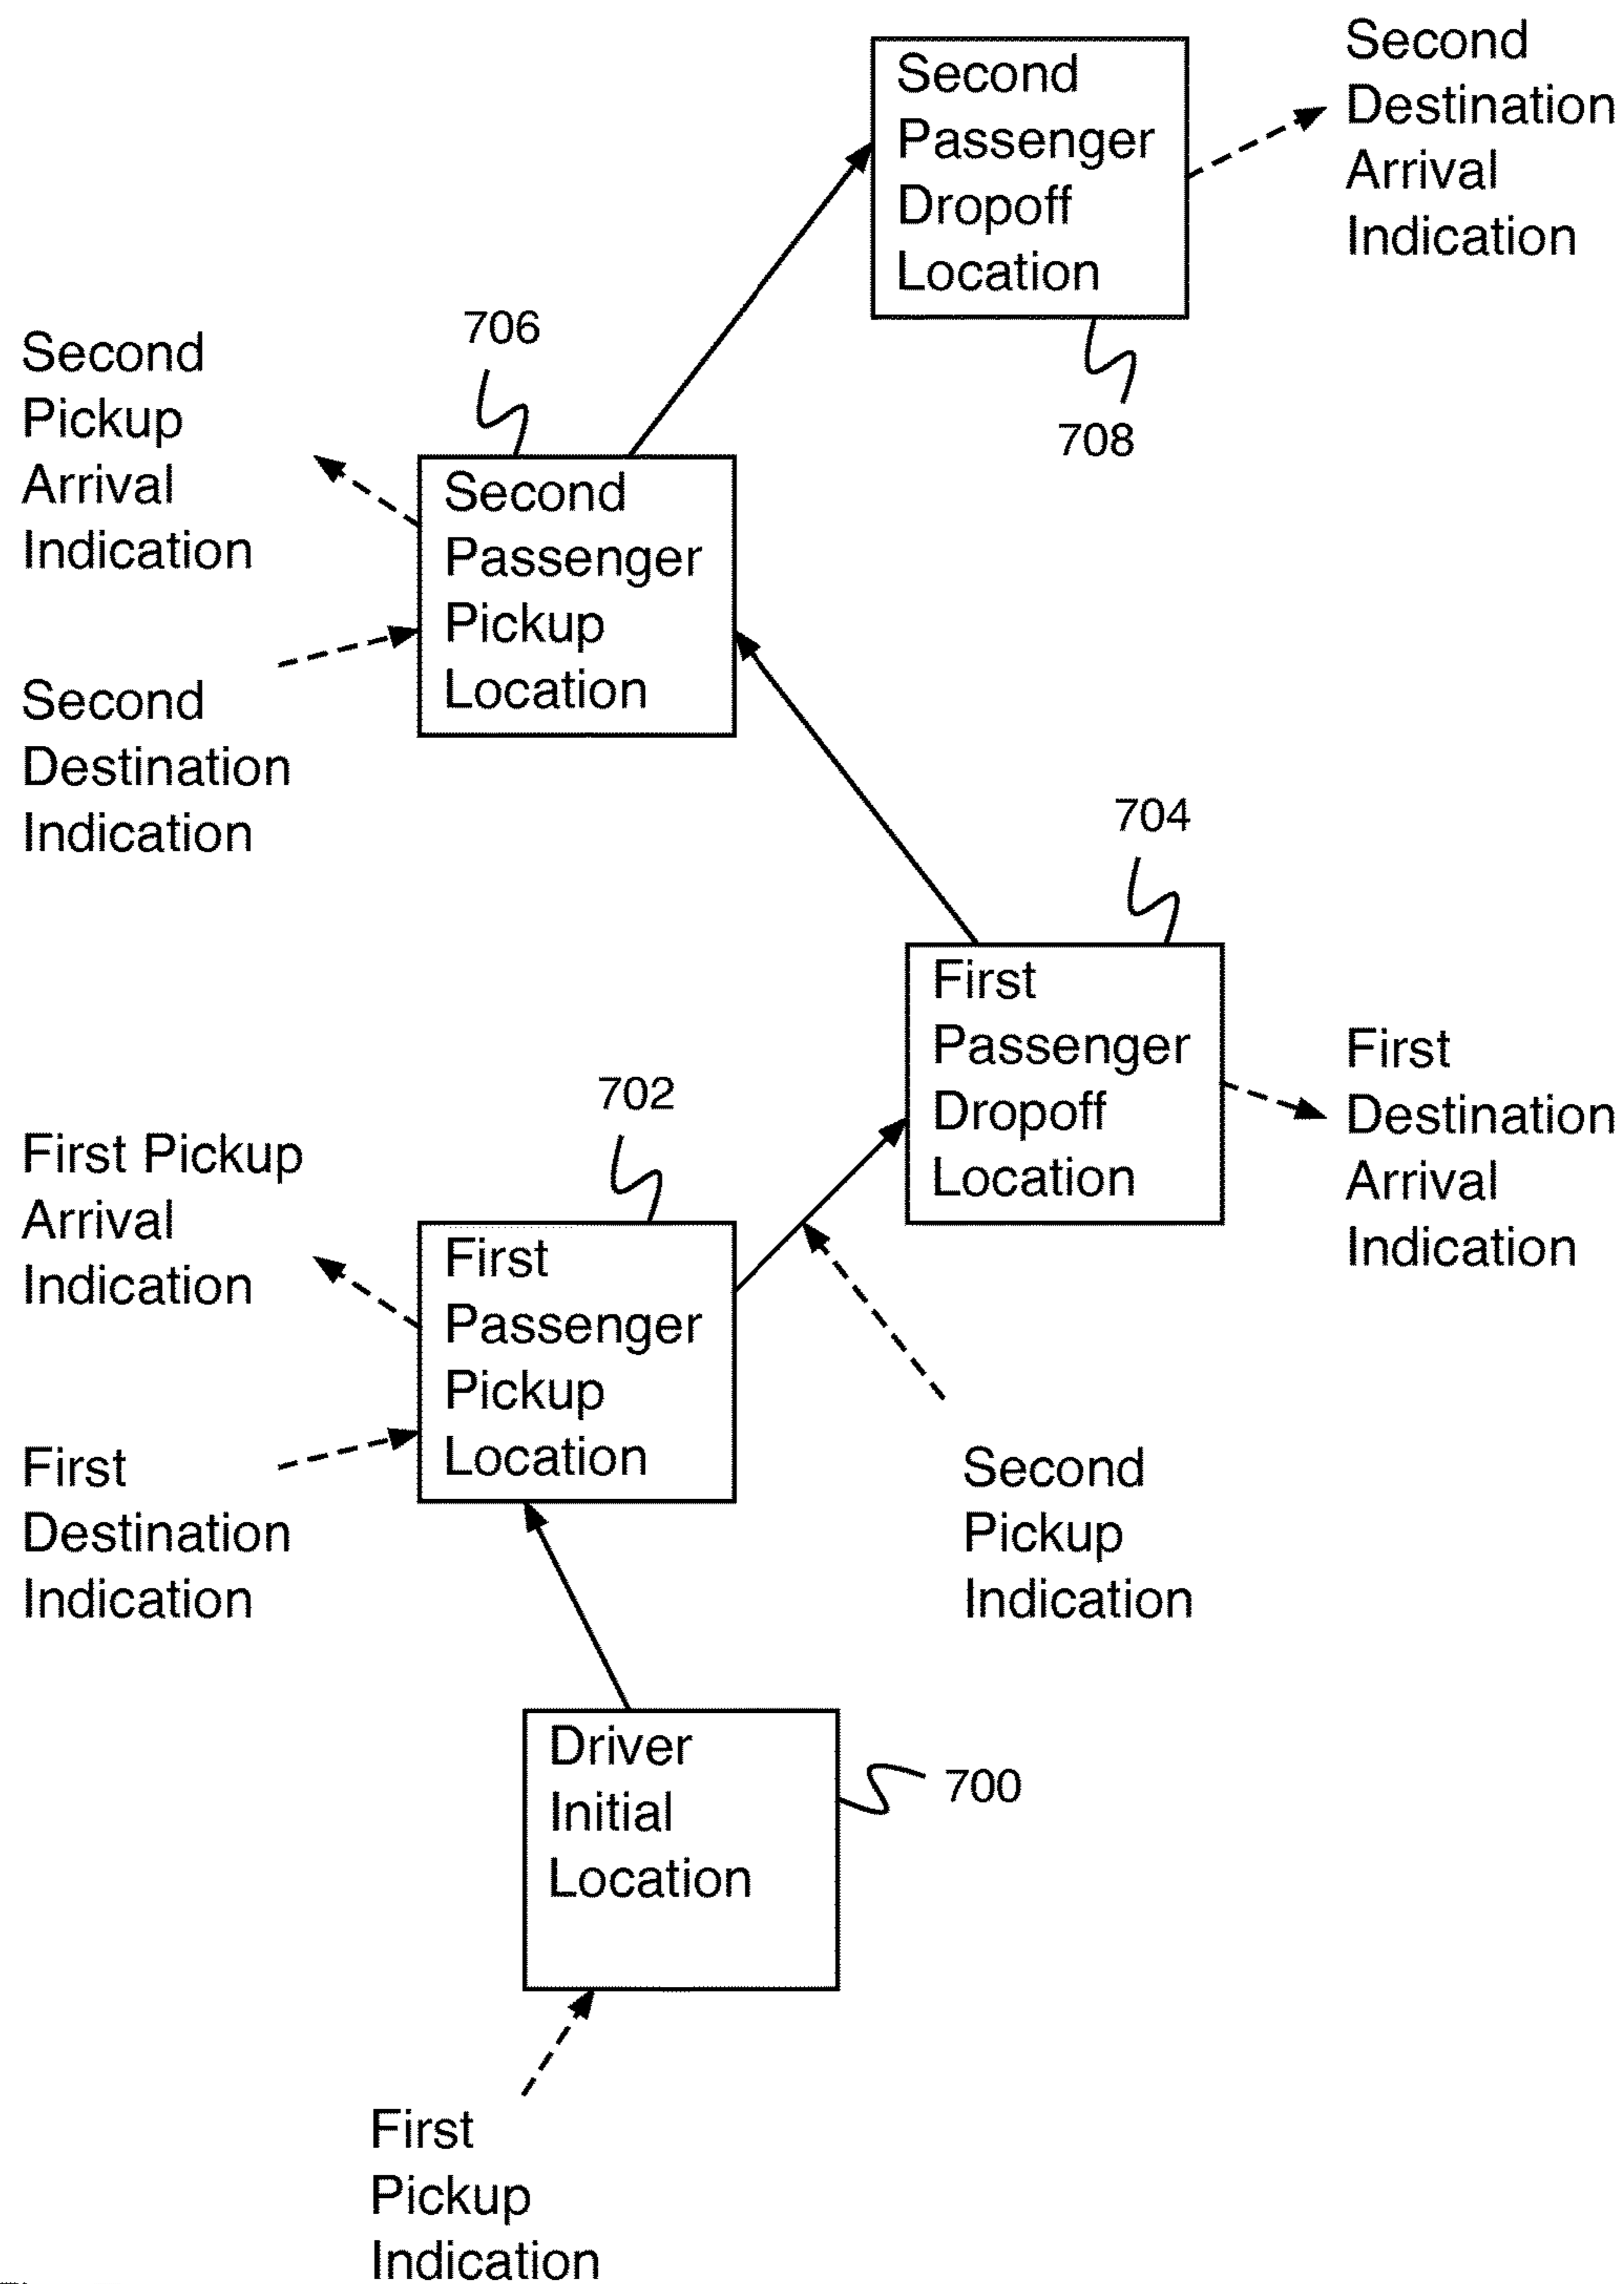 Second
Passenger
Dropoff
Location
Second
Destination
Arrival
Indication
708
706
Second
Pickup
Arrival
Indication
Second
Passenger
Pickup
Location
Second
Destination
Indication
704
First
Passenger
Dropoff
Location
First
Destination
Arrival
Indication
702
First Pickup
Arrival
Indication
First
Passenger
Pickup
Location
First
Destination
Indication
Second
Pickup
Indication
Driver
Initial
Location
700
First
Pickup
Indication